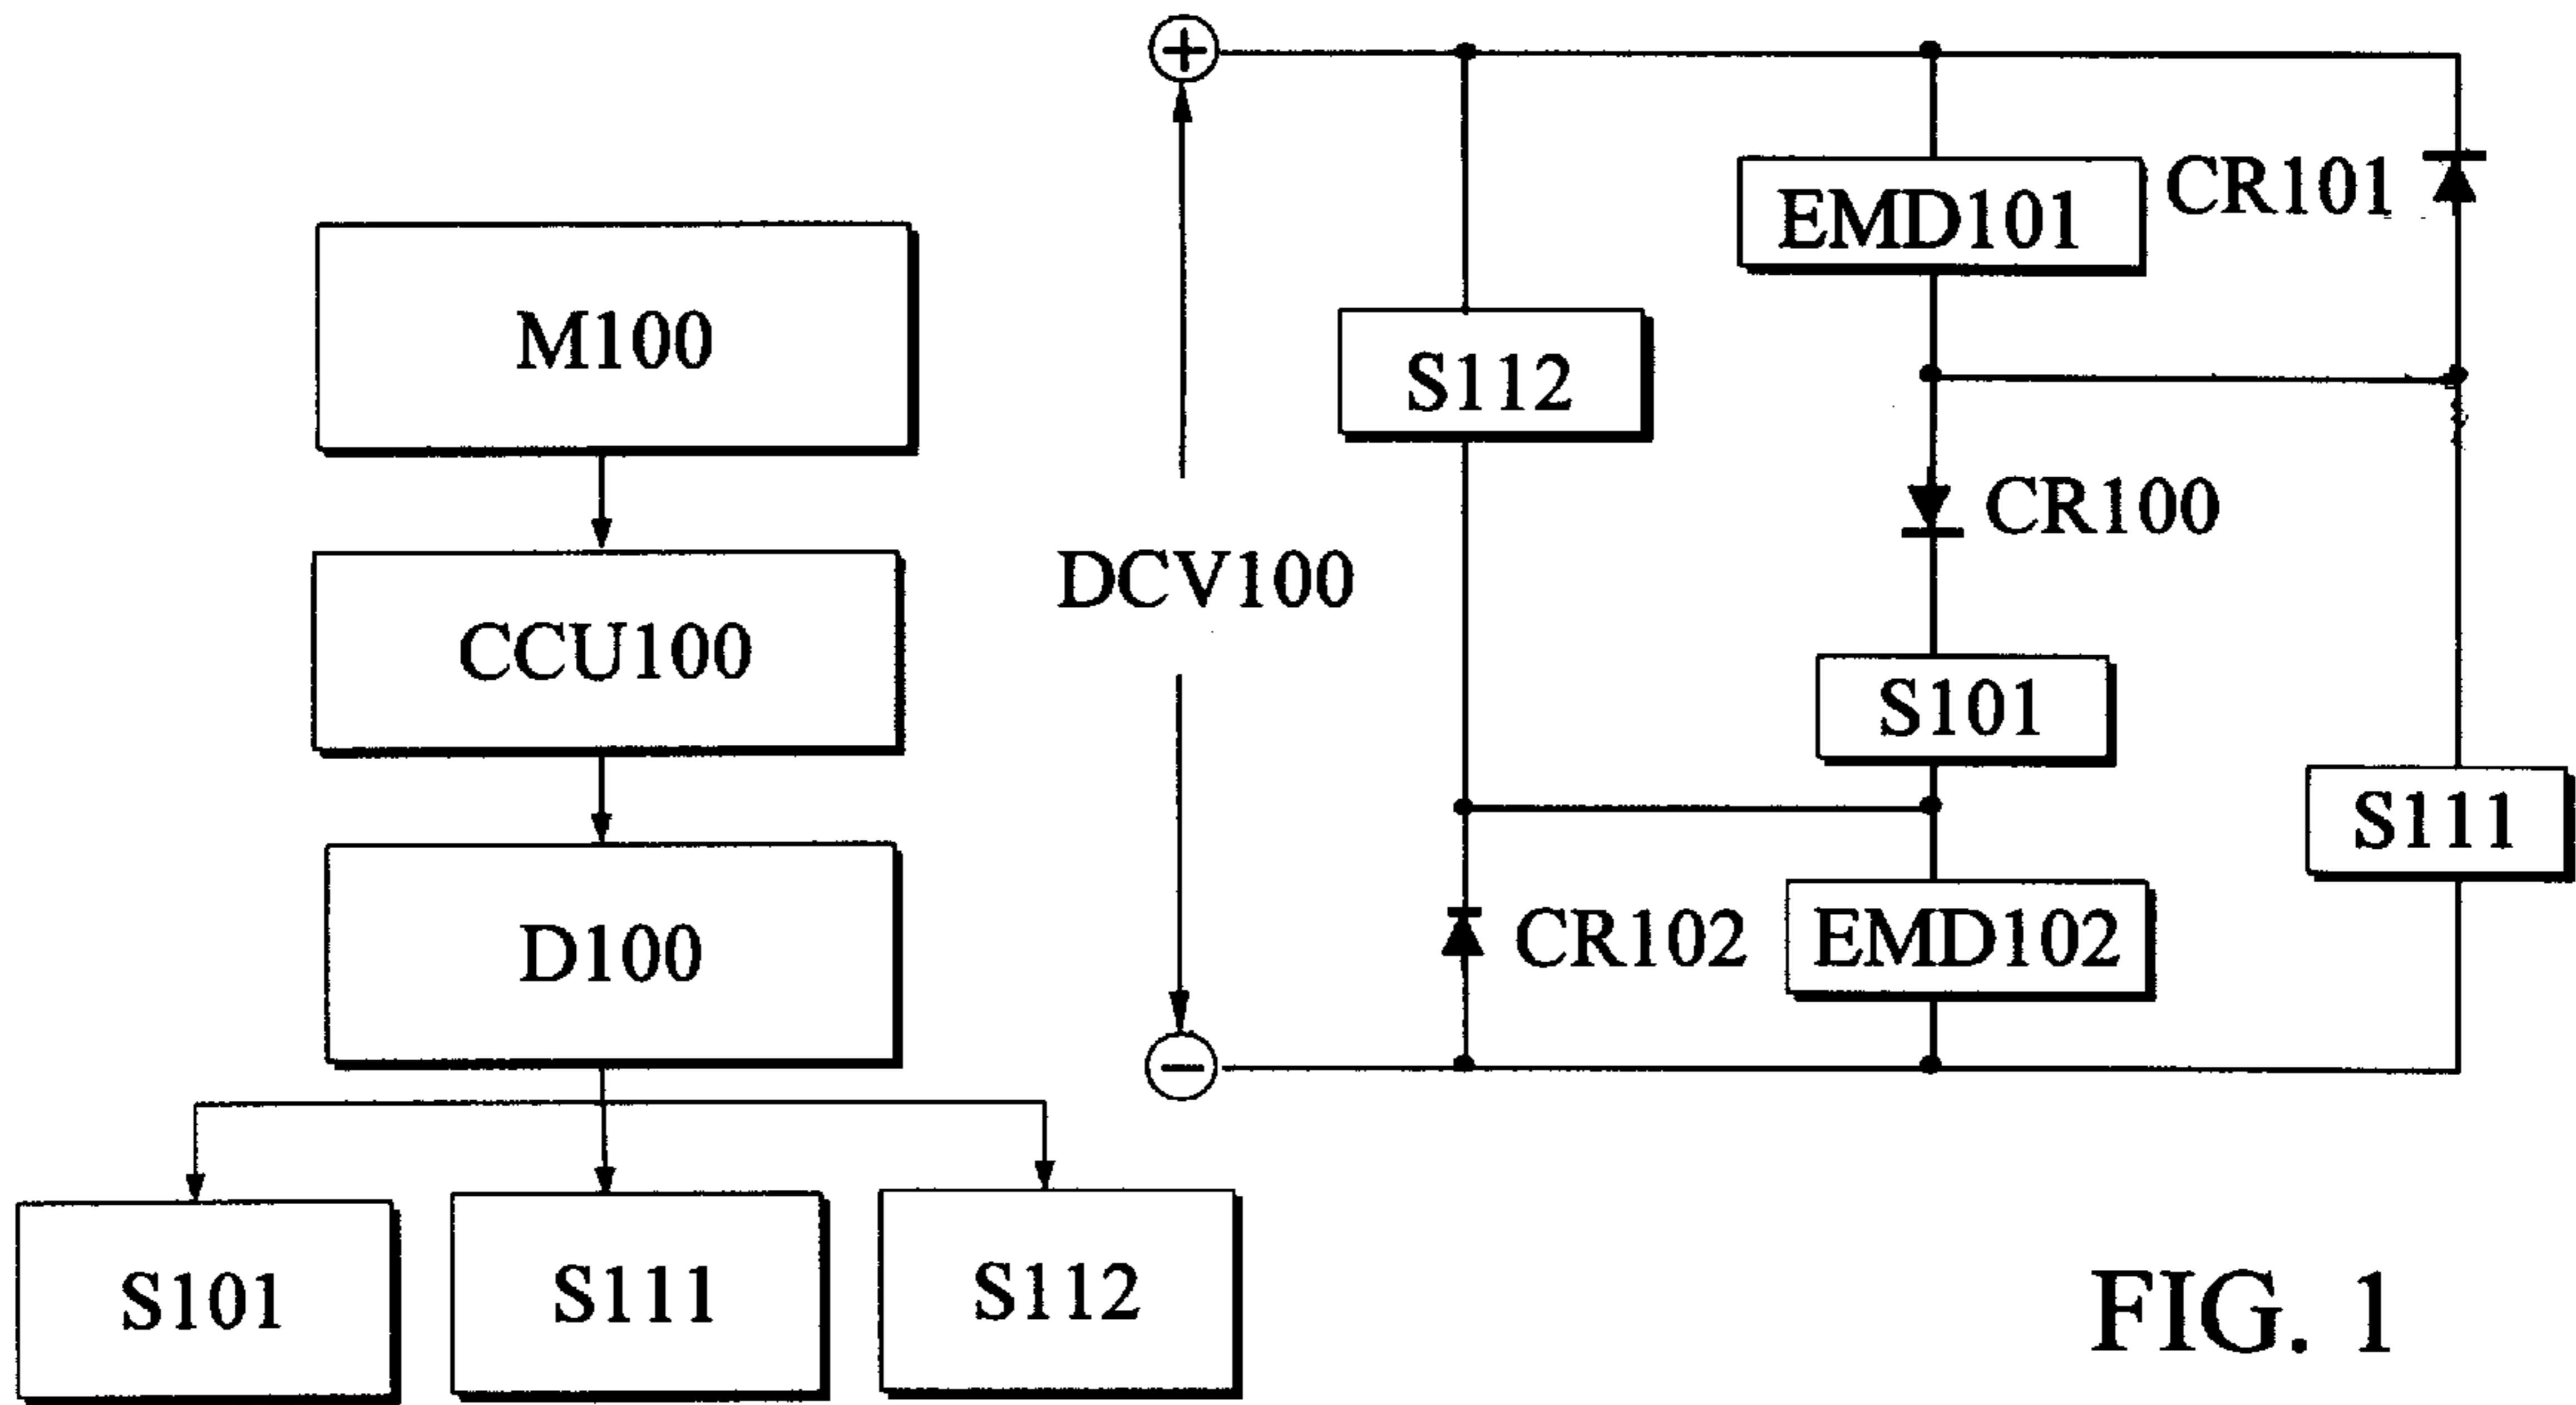 M100
CCU100
D100
S101
S111
S112
+
DCV100
−
S112
EMD101
CR101
CR100
S101
S111
CR102
EMD102
FIG. 1